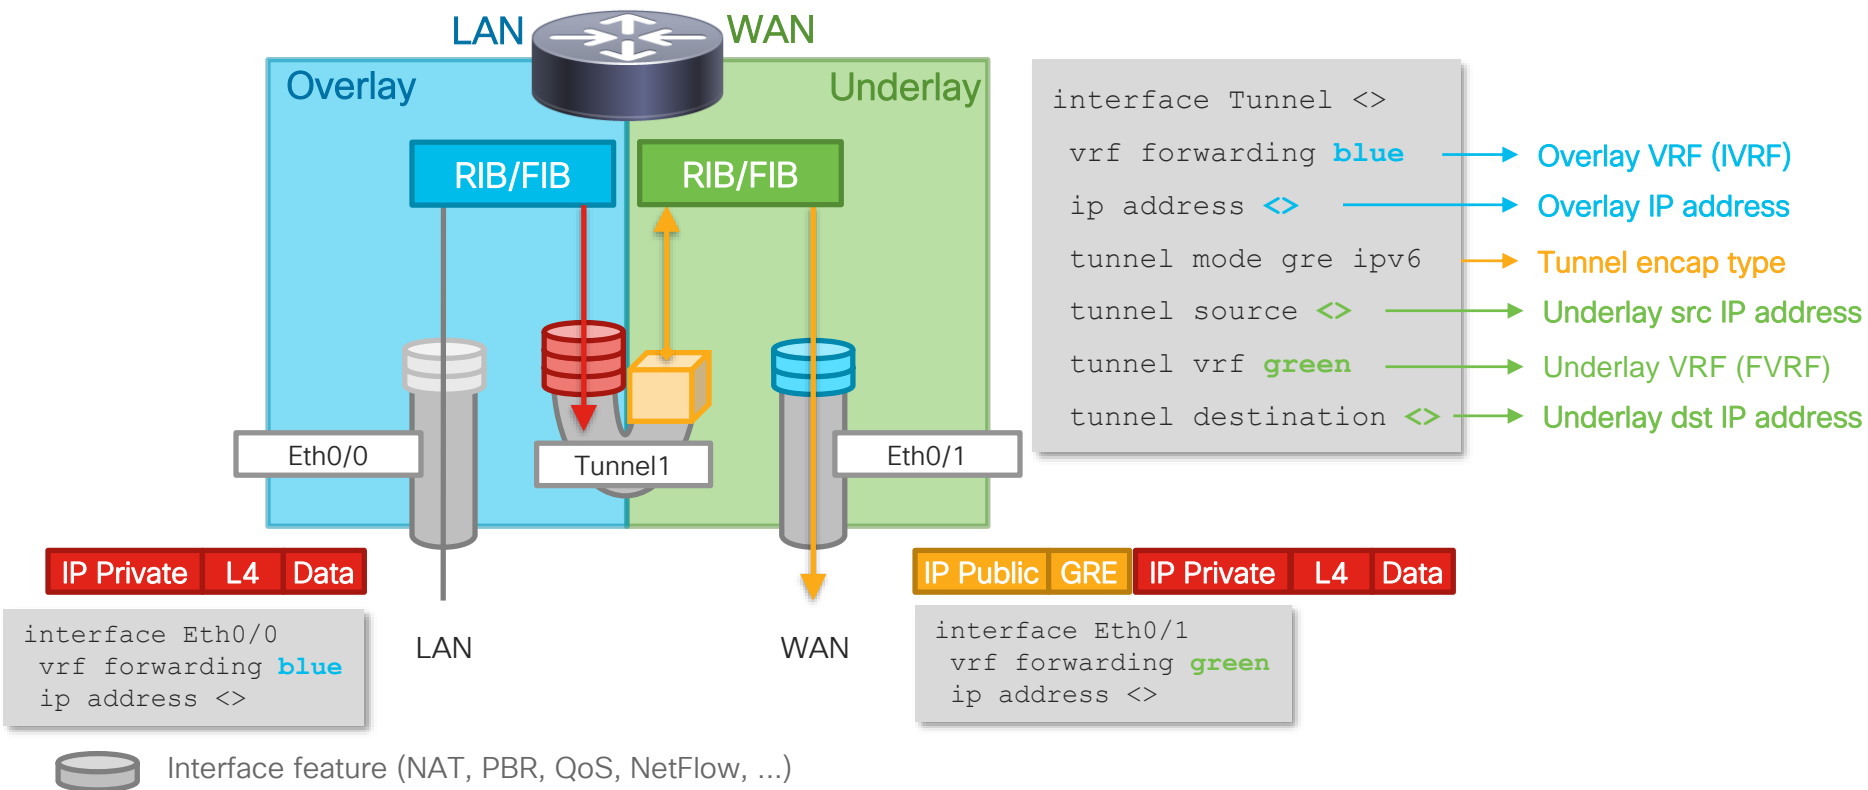 LAN
WAN
Overlay
Underlay
RIB/FIB
RIB/FIB
Eth0/0
Tunnel1
Eth0/1
interface Tunnel <>
vrf forwarding blue
Overlay VRF (IVRF)
ip address <>
Overlay IP address
tunnel mode gre ipv6
Tunnel encap type
tunnel source <>
Underlay src IP address
tunnel vrf green
Underlay VRF (FVRF)
tunnel destination <>
Underlay dst IP address
IP Private L4 Data
IP Public GRE IP Private L4 Data
interface Eth0/0
vrf forwarding blue
ip address <>
LAN
WAN
interface Eth0/1
vrf forwarding green
ip address <>
Interface feature (NAT, PBR, QoS, NetFlow, ...)